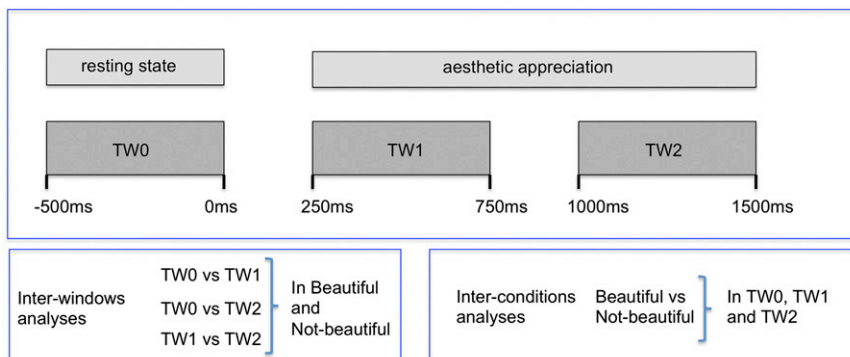 resting state
aesthetic appreciation
TW0
TW1
TW2
-500ms
0ms
250ms
750ms
1000ms
1500ms
Inter-windows
analyses
TW0 vs TW1
TW0 vs TW2
TW1 vs TW2
In Beautiful
and
Not-beautiful
Inter-conditions
analyses
Beautiful vs
Not-beautiful
In TW0, TW1
and TW2